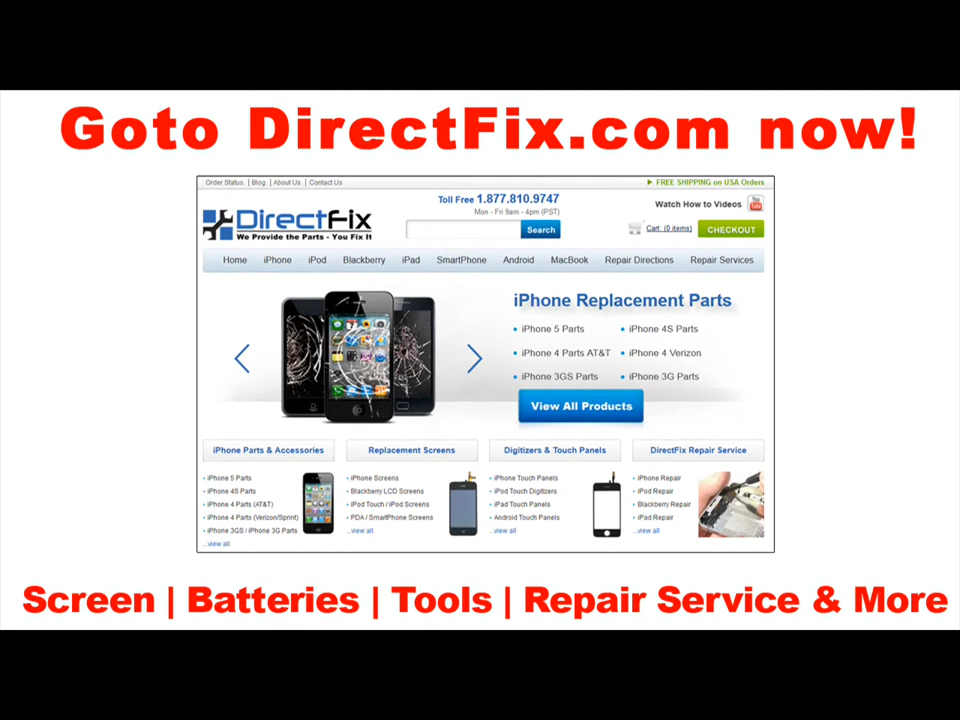 Goto DirectFix.com now!
Order Status | Blog | About Us | Contact Us
FREE SHIPPING on USA Orders
Toll Free 1.877.810.9747
Mon - Fri 9am - 4pm (PST)
Watch How to Videos
You Tube
DirectFix
We Provide the Parts - You Fix It
Search
Cart: (0 items)
CHECKOUT
Home iPhone iPod Blackberry iPad SmartPhone Android MacBook Repair Directions Repair Services
iPhone Replacement Parts
iPhone 5 Parts
iPhone 4S Parts
iPhone 4 Parts AT&T
iPhone 4 Verizon
iPhone 3GS Parts
iPhone 3G Parts
View All Products
iPhone Parts & Accessories
iPhone 5 Parts
iPhone 4S Parts
iPhone 4 Parts (AT&T)
iPhone 4 Parts (Verizon/Sprint)
iPhone 3GS / iPhone 3G Parts
...view all
Replacement Screens
iPhone Screens
Blackberry LCD Screens
iPod Touch / iPod Screens
PDA / SmartPhone Screens
...view all
Digitizers & Touch Panels
iPhone Touch Panels
iPod Touch Digitizers
iPad Touch Panels
Android Touch Panels
...view all
DirectFix Repair Service
iPhone Repair
iPod Repair
Blackberry Repair
iPad Repair
...view all
Screen | Batteries | Tools | Repair Service & More